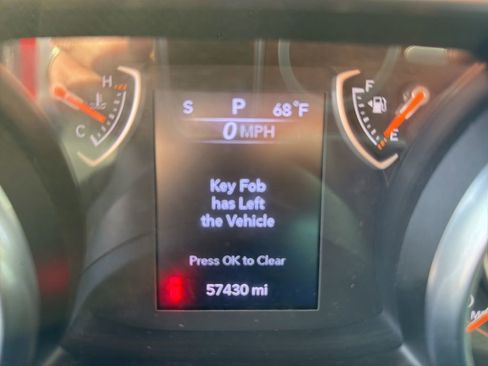 H
C
F
E
S P 68°F
0 MPH
Key Fob
has Left
the Vehicle
Press OK to Clear
57430 mi